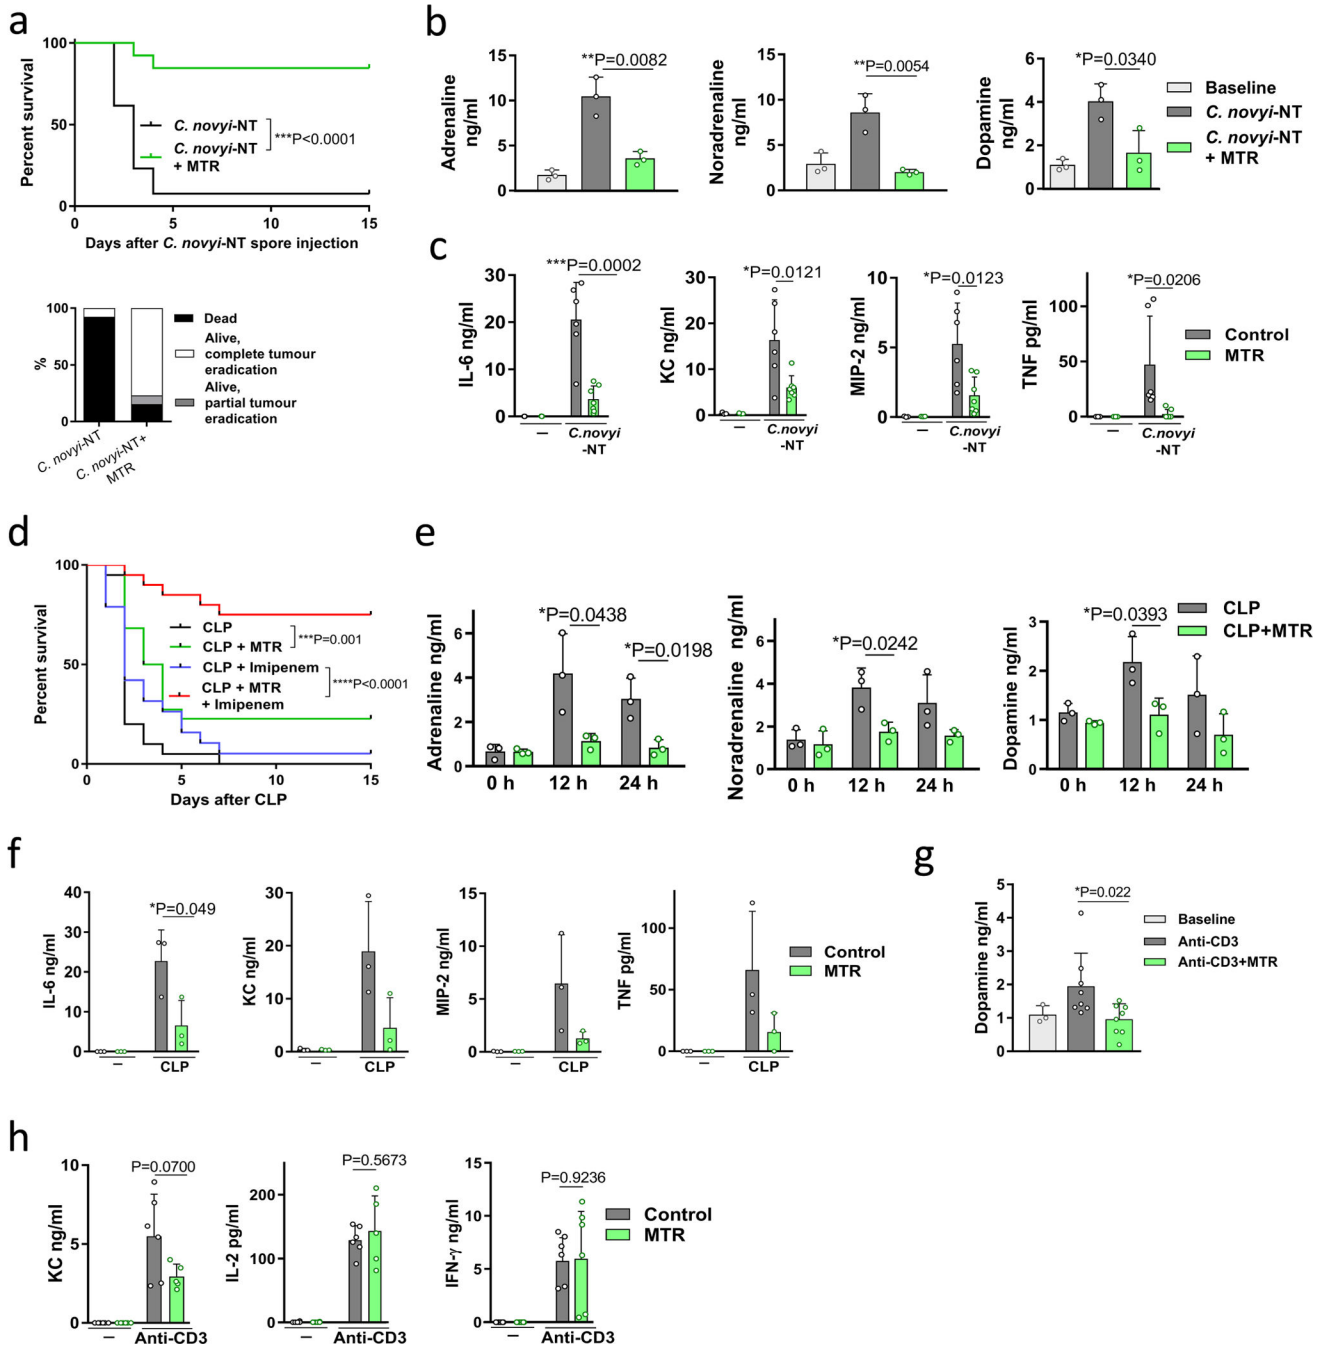 a
Percent survival
100
50
0
0
5
10
15
C. novyi-NT
C. novyi-NT
+ MTR
***P<0.0001
Days after C. novyi-NT spore injection
100
50
0
%
Dead
Alive,
complete tumour
eradication
Alive,
partial tumour
eradication
C. novyi-NT
C. novyi-NT+
MTR
b
Adrenaline
ng/ml
15
10
5
0
**P=0.0082
Noradrenaline
ng/ml
15
10
5
0
**P=0.0054
Dopamine
ng/ml
6
4
2
0
*P=0.0340
Baseline
C. novyi-NT
C. novyi-NT
+ MTR
c
IL-6 ng/ml
30
20
10
0
***P=0.0002
–
C.novyi
-NT
KC ng/ml
30
20
10
0
*P=0.0121
–
C.novyi
-NT
MIP-2 ng/ml
10
5
0
*P=0.0123
–
C.novyi
-NT
TNF pg/ml
100
50
0
*P=0.0206
–
C.novyi
-NT
Control
MTR
d
Percent survival
100
50
0
0
5
10
15
CLP
CLP + MTR
***P=0.001
CLP + Imipenem
CLP + MTR
+ Imipenem
****P<0.0001
Days after CLP
e
Adrenaline ng/ml
6
4
2
0
*P=0.0438
*P=0.0198
0 h
12 h
24 h
Noradrenaline ng/ml
6
4
2
0
*P=0.0242
0 h
12 h
24 h
Dopamine ng/ml
2
1
0
*P=0.0393
0 h
12 h
24 h
CLP
CLP+MTR
f
IL-6 ng/ml
40
30
20
10
0
*P=0.049
–
CLP
KC ng/ml
30
20
10
0
–
CLP
MIP-2 ng/ml
15
10
5
0
–
CLP
TNF pg/ml
100
50
0
–
CLP
Control
MTR
g
Dopamine ng/ml
5
4
3
2
1
0
*P=0.022
Baseline
Anti-CD3
Anti-CD3+MTR
h
KC ng/ml
10
5
0
P=0.0700
–
Anti-CD3
IL-2 pg/ml
200
100
0
P=0.5673
–
Anti-CD3
IFN-γ ng/ml
15
10
5
0
P=0.9236
–
Anti-CD3
Control
MTR